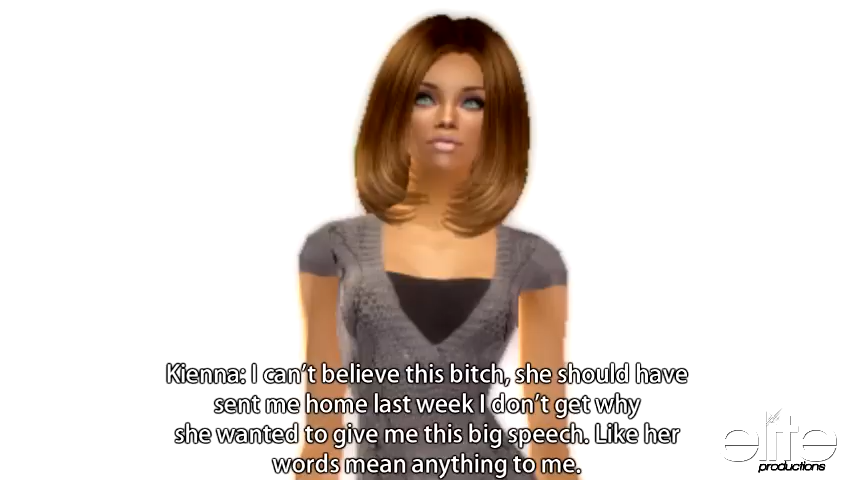 Kienna: I can't believe this bitch, she should have
sent me home last week I don't get why
she wanted to give me this big speech. Like her
words mean anything to me.
elite
productions